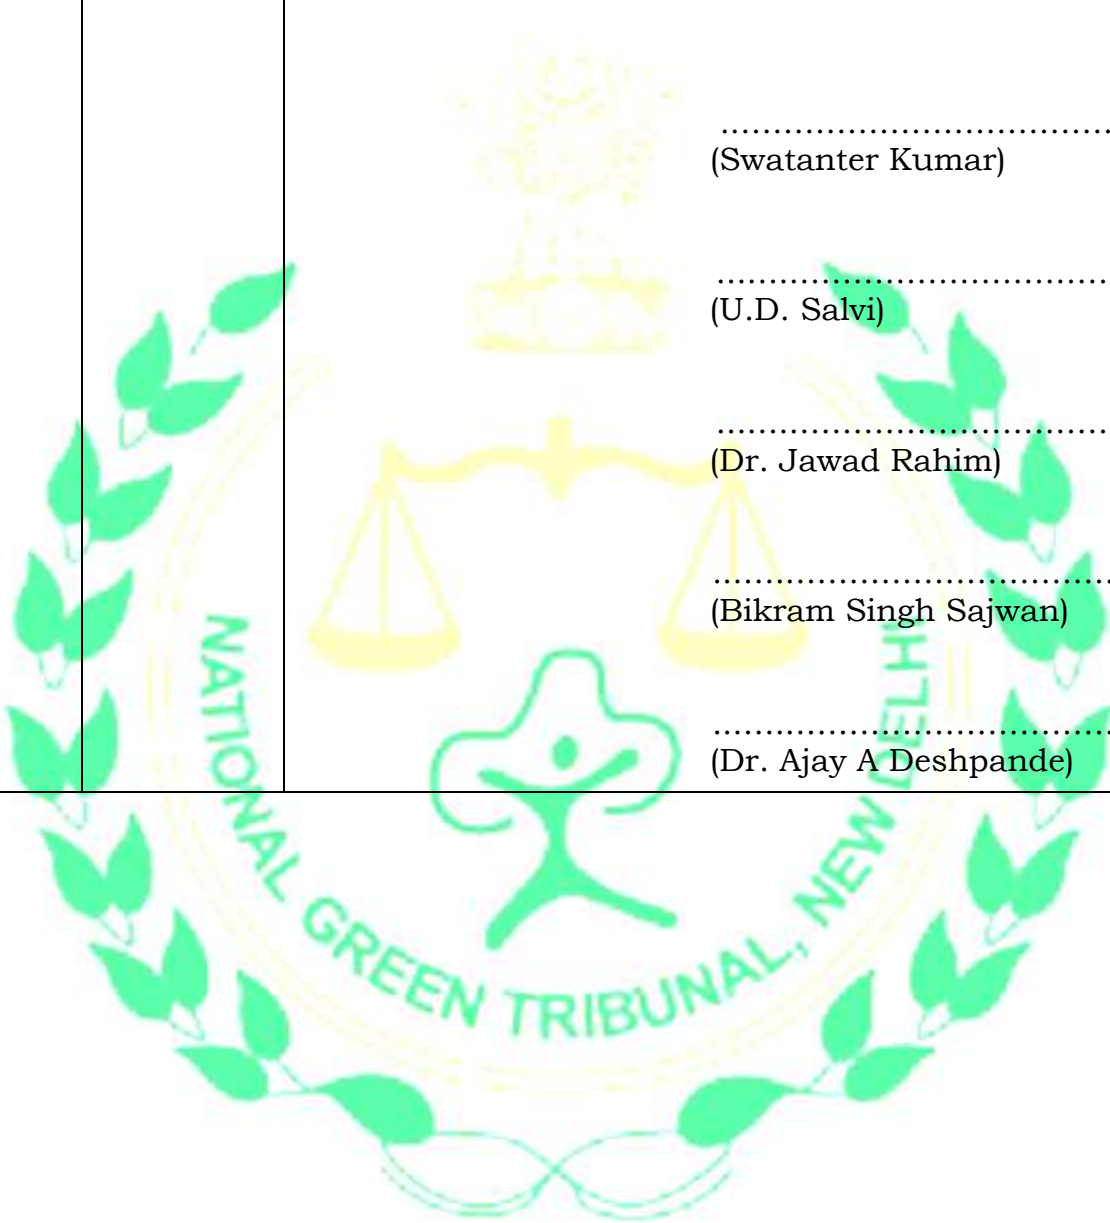 ......................................
(Swatanter Kumar)
......................................
(U.D. Salvi)
......................................
(Dr. Jawad Rahim)
......................................
(Bikram Singh Sajwan)
......................................
(Dr. Ajay A Deshpande)
NATIONAL GREEN TRIBUNAL, NEW DELHI